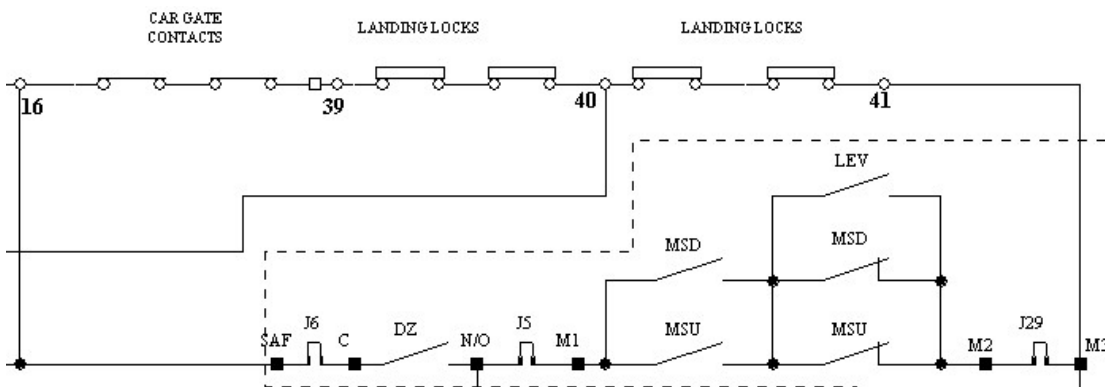 CAR GATE
CONTACTS
LANDING LOCKS
LANDING LOCKS
16
39
40
41
LEV
MSD
MSD
SAF
J6
C
DZ
N/O
J5
M1
MSU
MSU
M2
J29
M3